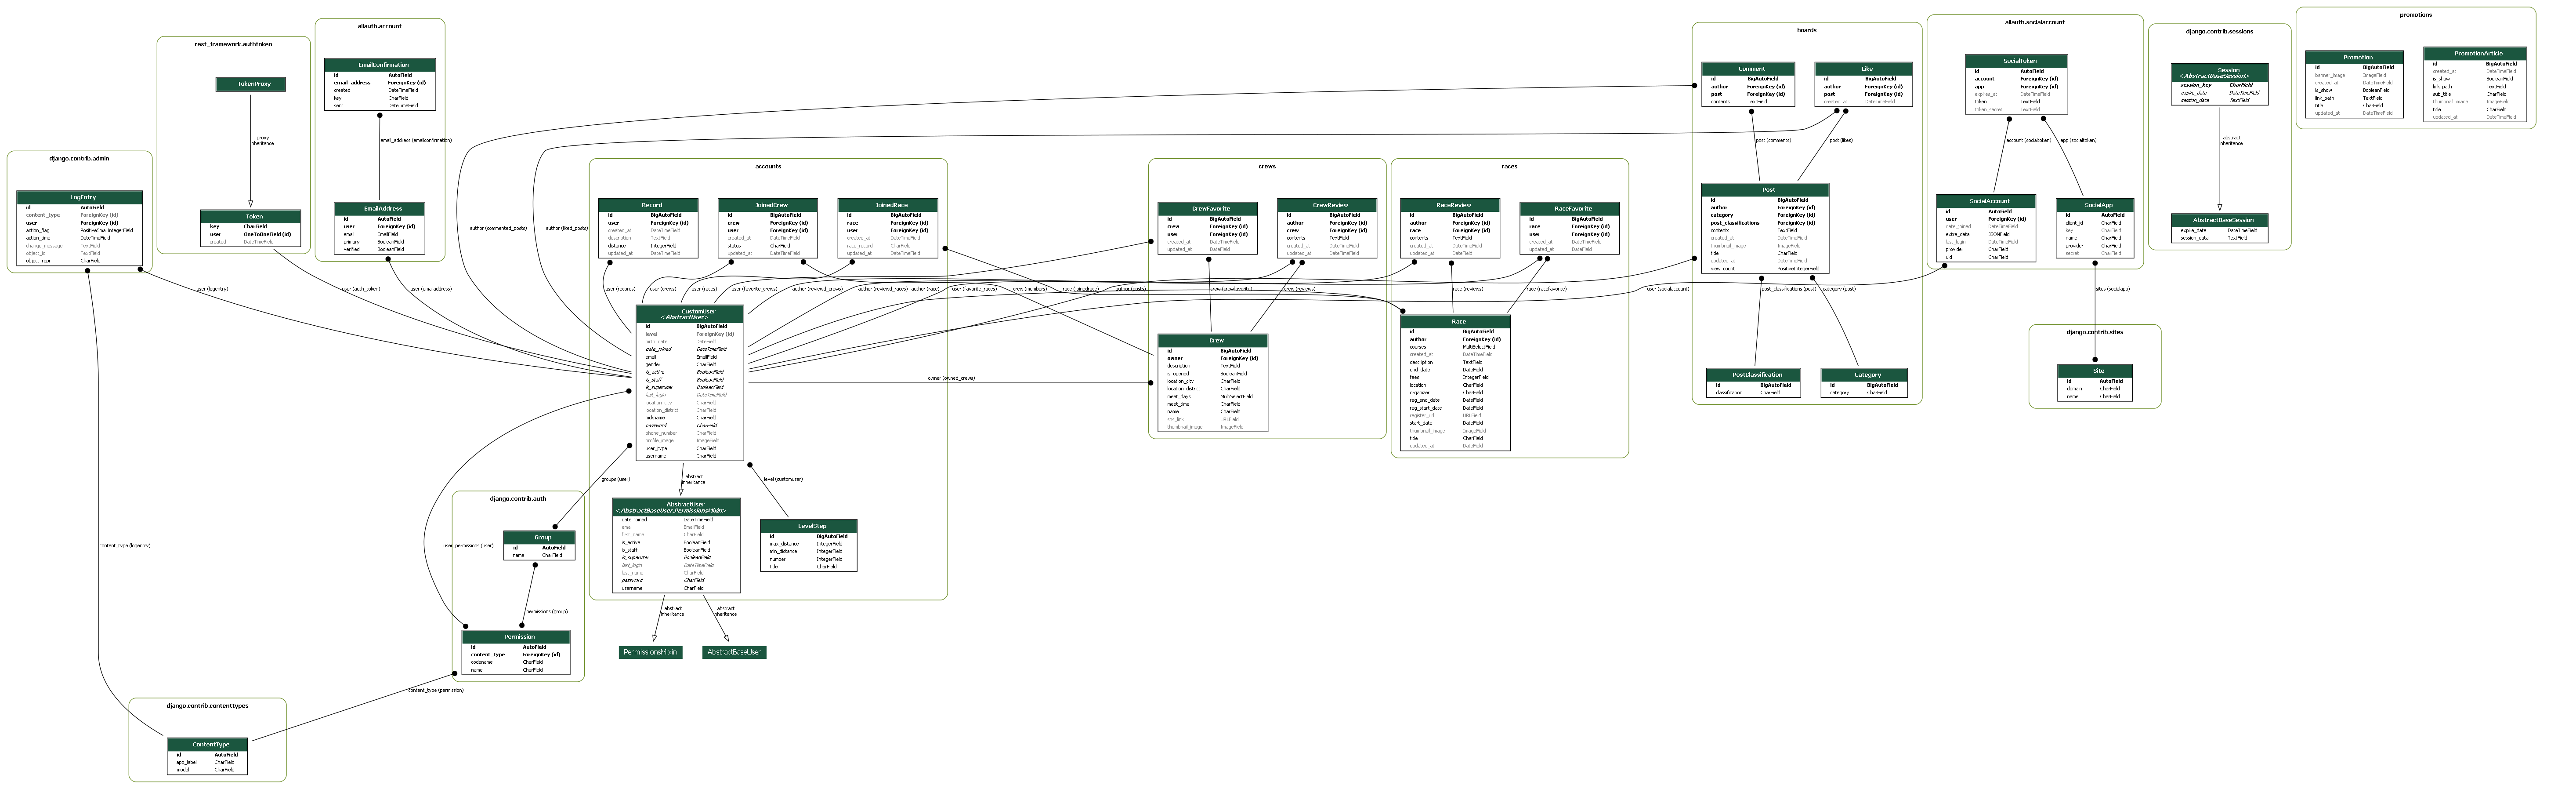 django.contrib.admin
LogEntry
id AutoField
content_type ForeignKey (id)
user ForeignKey (id)
action_flag PositiveSmallIntegerField
action_time DateTimeField
change_message TextField
object_id TextField
object_repr CharField
rest_framework.authtoken
TokenProxy
proxy
inheritance
Token
key CharField
user OneToOneField (id)
created DateTimeField
allauth.account
EmailConfirmation
id AutoField
email_address ForeignKey (id)
created DateTimeField
key CharField
sent DateTimeField
email_address (emailconfirmation)
EmailAddress
id AutoField
user ForeignKey (id)
email EmailField
primary BooleanField
verified BooleanField
user (logentry)
user (auth_token)
user (emailaddress)
author (commented_posts)
author (liked_posts)
content_type (logentry)
accounts
Record
id BigAutoField
user ForeignKey (id)
created_at DateTimeField
description TextField
distance IntegerField
updated_at DateTimeField
JoinedCrew
id BigAutoField
crew ForeignKey (id)
user ForeignKey (id)
created_at DateTimeField
status CharField
updated_at DateTimeField
JoinedRace
id BigAutoField
race ForeignKey (id)
user ForeignKey (id)
created_at DateTimeField
race_record CharField
updated_at DateTimeField
user (records)
user (crews)
user (races)
user (favorite_crews)
author (reviewd_crews)
author (reviewd_races)
author (race)
user (favorite_races)
crew (members)
race (joinedrace)
author (posts)
user (socialaccount)
CustomUser
<AbstractUser>
id BigAutoField
level ForeignKey (id)
birth_date DateField
date_joined DateTimeField
email EmailField
gender CharField
is_active BooleanField
is_staff BooleanField
is_superuser BooleanField
last_login DateTimeField
location_city CharField
location_district CharField
nickname CharField
password CharField
phone_number CharField
profile_image ImageField
user_type CharField
username CharField
owner (owned_crews)
groups (user)
abstract
inheritance
level (customuser)
AbstractUser
<AbstractBaseUser,PermissionsMixin>
date_joined DateTimeField
email EmailField
first_name CharField
is_active BooleanField
is_staff BooleanField
is_superuser BooleanField
last_login DateTimeField
last_name CharField
password CharField
username CharField
LevelStep
id BigAutoField
max_distance IntegerField
min_distance IntegerField
number IntegerField
title CharField
abstract
inheritance
abstract
inheritance
PermissionsMixin
AbstractBaseUser
django.contrib.auth
Group
id AutoField
name CharField
user_permissions (user)
permissions (group)
Permission
id AutoField
content_type ForeignKey (id)
codename CharField
name CharField
content_type (permission)
django.contrib.contenttypes
ContentType
id AutoField
app_label CharField
model CharField
crews
CrewFavorite
id BigAutoField
crew ForeignKey (id)
user ForeignKey (id)
created_at DateTimeField
updated_at DateTimeField
CrewReview
id BigAutoField
author ForeignKey (id)
crew ForeignKey (id)
contents TextField
created_at DateTimeField
updated_at DateTimeField
crew (crewfavorite)
crew (reviews)
Crew
id BigAutoField
owner ForeignKey (id)
description TextField
is_opened BooleanField
location_city CharField
location_district CharField
meet_days MultiSelectField
meet_time CharField
name CharField
sns_link URLField
thumbnail_image ImageField
races
RaceReview
id BigAutoField
author ForeignKey (id)
race ForeignKey (id)
contents TextField
created_at DateTimeField
updated_at DateTimeField
RaceFavorite
id BigAutoField
race ForeignKey (id)
user ForeignKey (id)
created_at DateTimeField
updated_at DateField
race (reviews)
race (racefavorite)
Race
id BigAutoField
author ForeignKey (id)
courses MultiSelectField
created_at DateTimeField
description TextField
end_date DateField
fees IntegerField
location CharField
organizer CharField
reg_end_date DateField
reg_start_date DateField
register_url URLField
start_date DateField
thumbnail_image ImageField
title CharField
updated_at DateField
boards
Comment
id BigAutoField
author ForeignKey (id)
post ForeignKey (id)
contents TextField
Like
id BigAutoField
author ForeignKey (id)
post ForeignKey (id)
created_at DateTimeField
post (comments)
post (likes)
Post
id BigAutoField
author ForeignKey (id)
category ForeignKey (id)
post_classifications ForeignKey (id)
contents TextField
created_at DateTimeField
thumbnail_image ImageField
title CharField
updated_at DateTimeField
view_count PositiveIntegerField
post_classifications (post)
category (post)
PostClassification
id BigAutoField
classification CharField
Category
id BigAutoField
category CharField
allauth.socialaccount
SocialToken
id AutoField
account ForeignKey (id)
app ForeignKey (id)
expires_at DateTimeField
token TextField
token_secret TextField
account (socialtoken)
app (socialtoken)
SocialAccount
id AutoField
user ForeignKey (id)
date_joined DateTimeField
extra_data JSONField
last_login DateTimeField
provider CharField
uid CharField
SocialApp
id AutoField
client_id CharField
key CharField
name CharField
provider CharField
secret CharField
sites (socialapp)
django.contrib.sites
Site
id AutoField
domain CharField
name CharField
django.contrib.sessions
Session
<AbstractBaseSession>
session_key CharField
expire_date DateTimeField
session_data TextField
abstract
inheritance
AbstractBaseSession
expire_date DateTimeField
session_data TextField
promotions
Promotion
id BigAutoField
banner_image ImageField
created_at DateTimeField
is_show BooleanField
link_path TextField
title CharField
updated_at DateTimeField
PromotionArticle
id BigAutoField
created_at DateTimeField
is_show BooleanField
link_path TextField
sub_title CharField
thumbnail_image ImageField
title CharField
updated_at DateTimeField